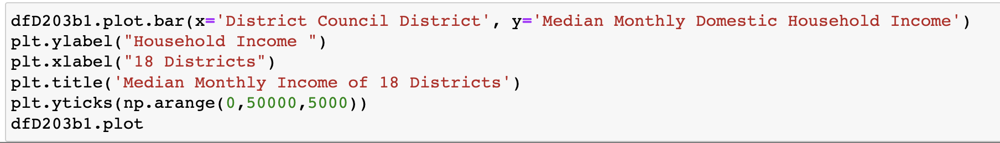 dfD203b1.plot.bar(x='District Council District', y='Median Monthly Domestic Household Income')
plt.ylabel("Household Income ")
plt.xlabel("18 Districts")
plt.title('Median Monthly Income of 18 Districts')
plt.yticks(np.arange(0,50000,5000))
dfD203b1.plot